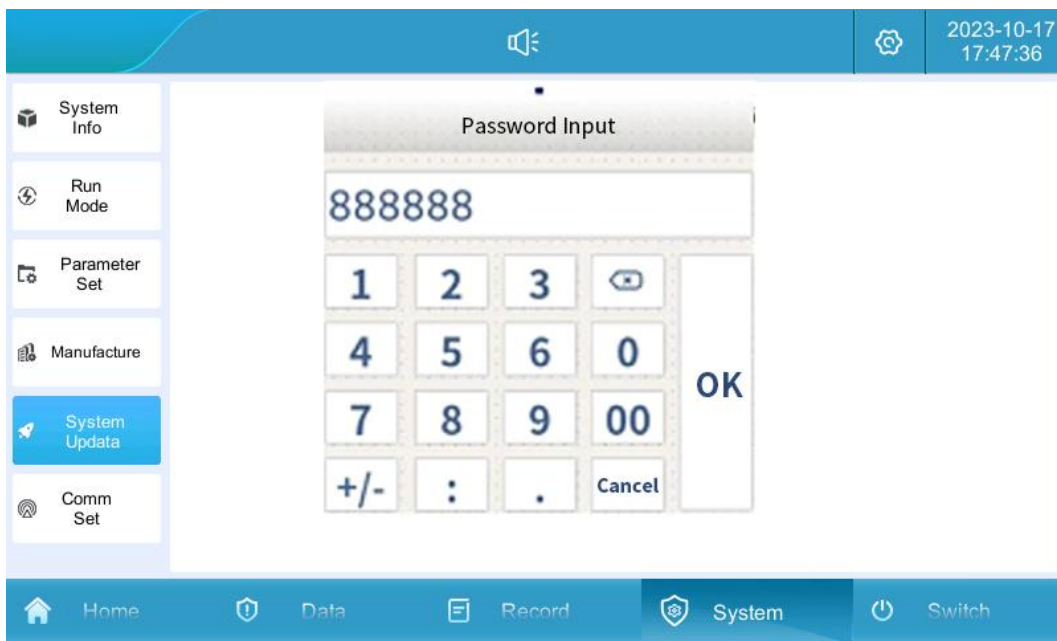 2023-10-17
17:47:36
System
Info
Run
Mode
Parameter
Set
Manufacture
System
Updata
Comm
Set
Password Input
888888
1 2 3
4 5 6 0
7 8 9 00
+/- : . Cancel
OK
Home Data Record System Switch